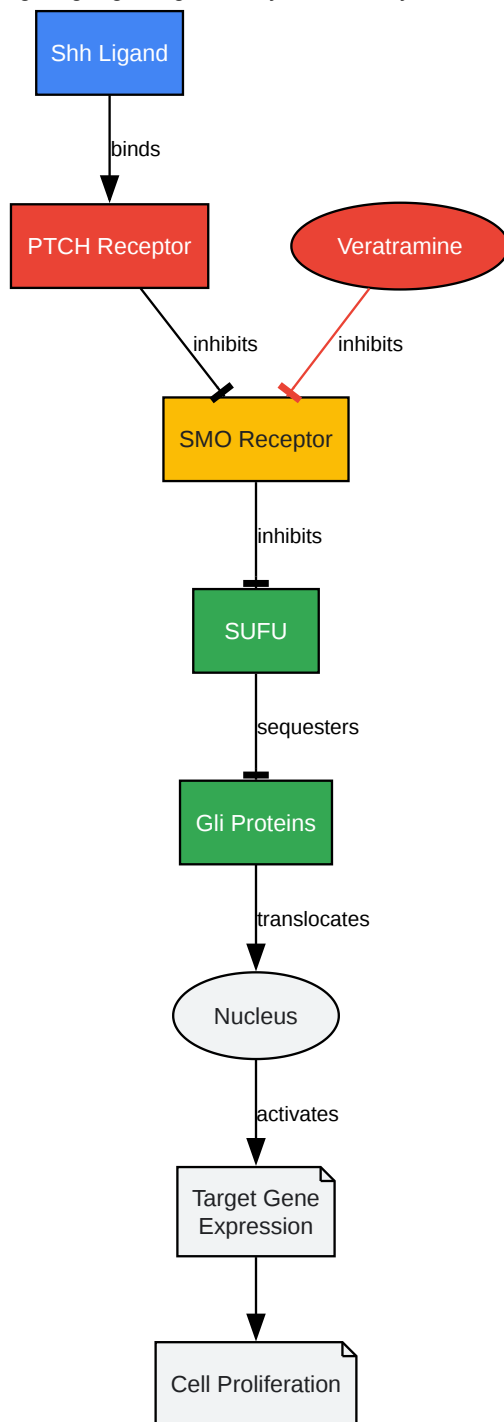 Shh Ligand
binds
PTCH Receptor
Veratramine
inhibits
inhibits
SMO Receptor
inhibits
SUFU
sequesters
Gli Proteins
translocates
Nucleus
activates
Target Gene
Expression
Cell Proliferation